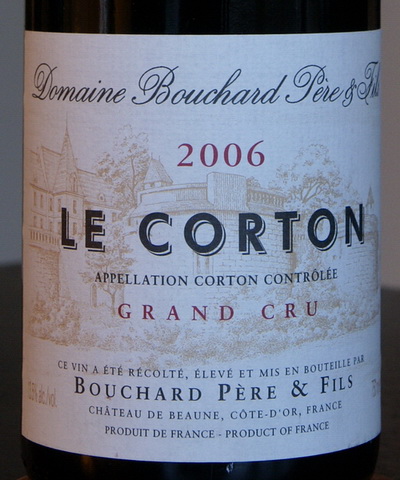 Domaine Bouchard Père & Fils
2006
LE CORTON
APPELLATION CORTON CONTRÔLÉE
GRAND CRU
CE VIN A ÉTÉ RÉCOLTÉ, ÉLEVÉ ET MIS EN BOUTEILLE PAR
BOUCHARD PÈRE & FILS
CHÂTEAU DE BEAUNE, CÔTE-D'OR, FRANCE
PRODUIT DE FRANCE - PRODUCT OF FRANCE